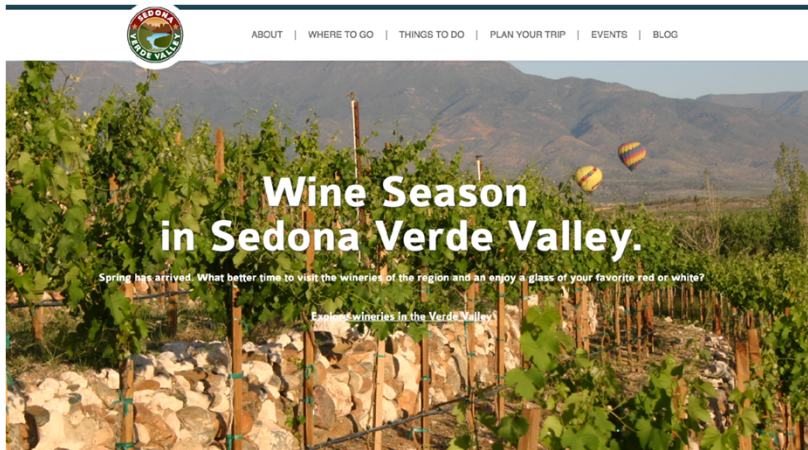 SEDONA
VERDE VALLEY
ABOUT | WHERE TO GO | THINGS TO DO | PLAN YOUR TRIP | EVENTS | BLOG
Wine Season
in Sedona Verde Valley.
Spring has arrived. What better time to visit the wineries of the region and an enjoy a glass of your favorite red or white?
Explore wineries in the Verde Valley